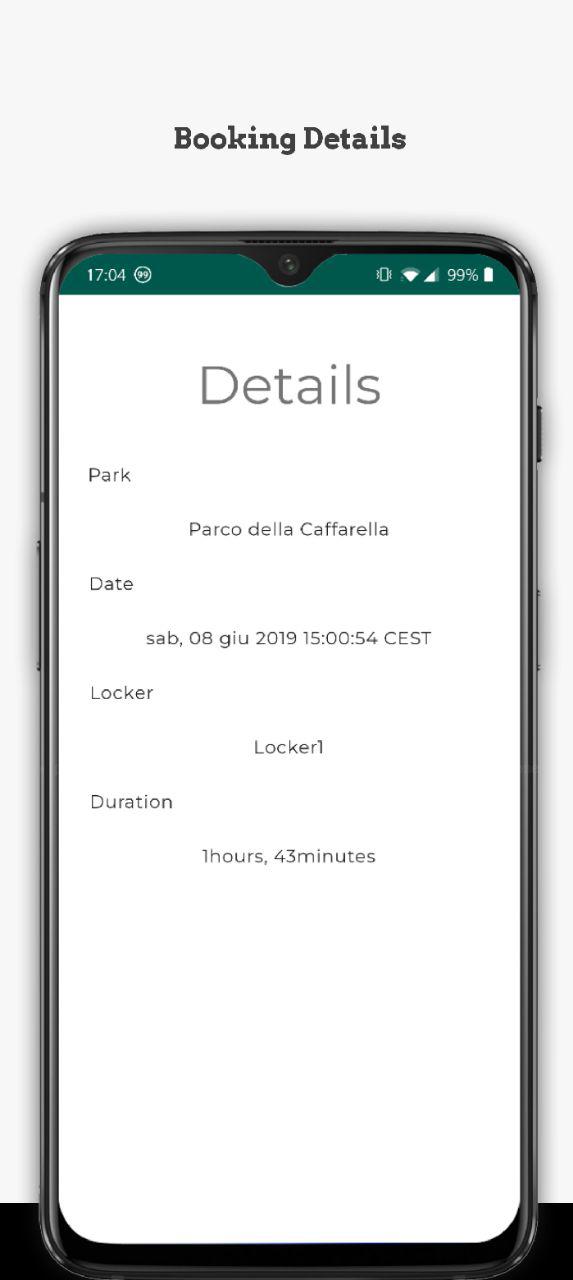 Booking Details
17:04 99 99%
Details
Park
Parco della Caffarella
Date
sab, 08 giu 2019 15:00:54 CEST
Locker
Locker1
Duration
1hours, 43minutes